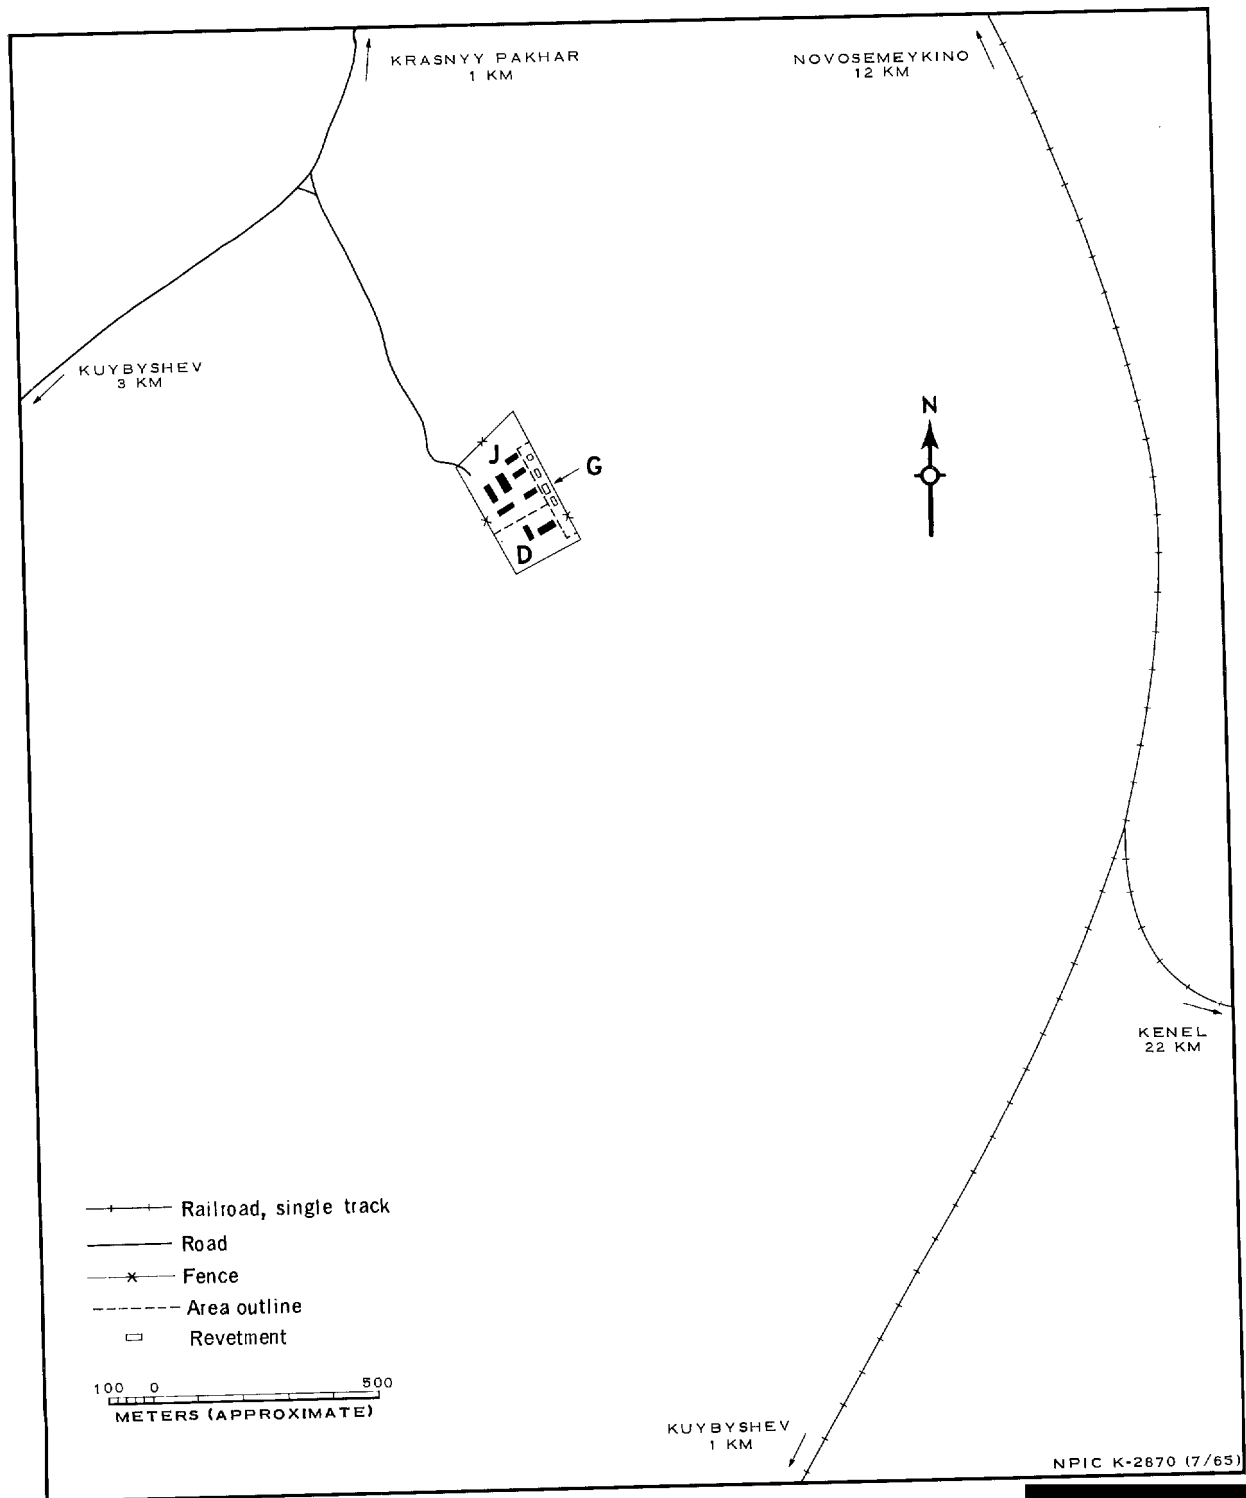 KRASNYY PAKHAR
1 KM
NOVOSEMEYKINO
12 KM
KUYBYSHEV
3 KM
N
J
G
D
KENEL
22 KM
Railroad, single track
Road
Fence
Area outline
Revetment
100 0 500
METERS (APPROXIMATE)
KUYBYSHEV
1 KM
NPIC K-2870 (7/65)